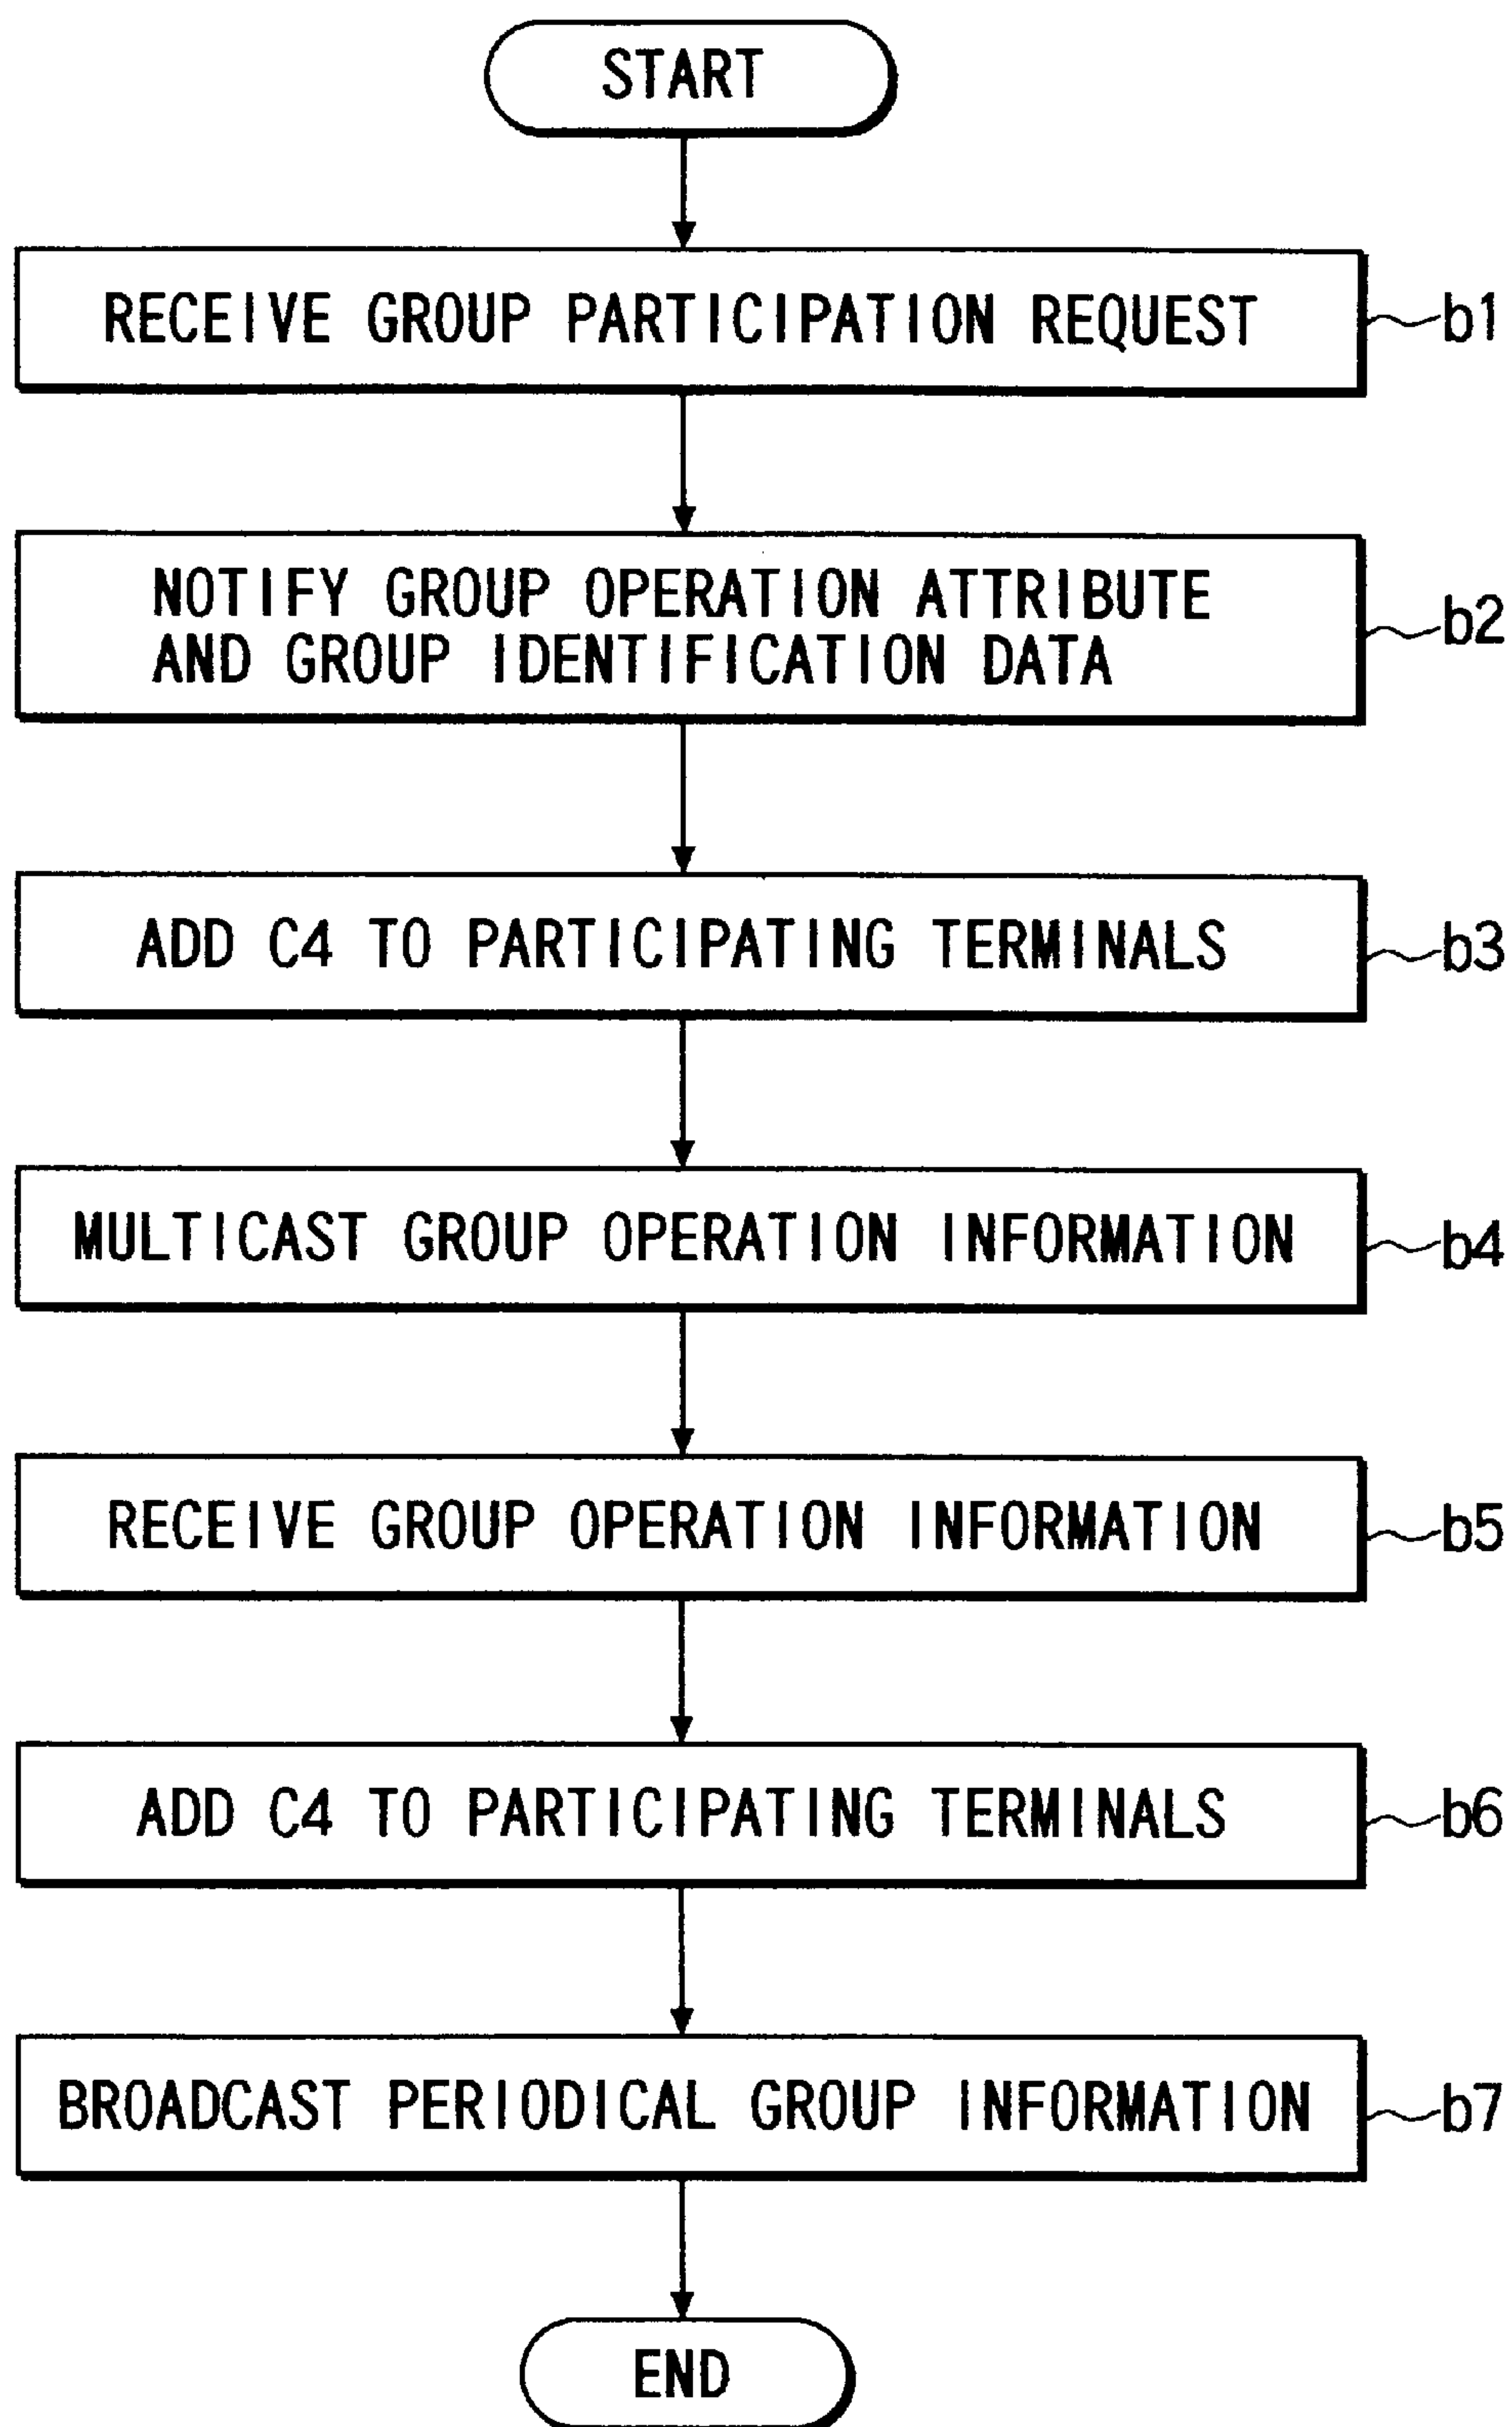 START
RECEIVE GROUP PARTICIPATION REQUEST
b1
NOTIFY GROUP OPERATION ATTRIBUTE
AND GROUP IDENTIFICATION DATA
b2
ADD C4 TO PARTICIPATING TERMINALS
b3
MULTICAST GROUP OPERATION INFORMATION
b4
RECEIVE GROUP OPERATION INFORMATION
b5
ADD C4 TO PARTICIPATING TERMINALS
b6
BROADCAST PERIODICAL GROUP INFORMATION
b7
END